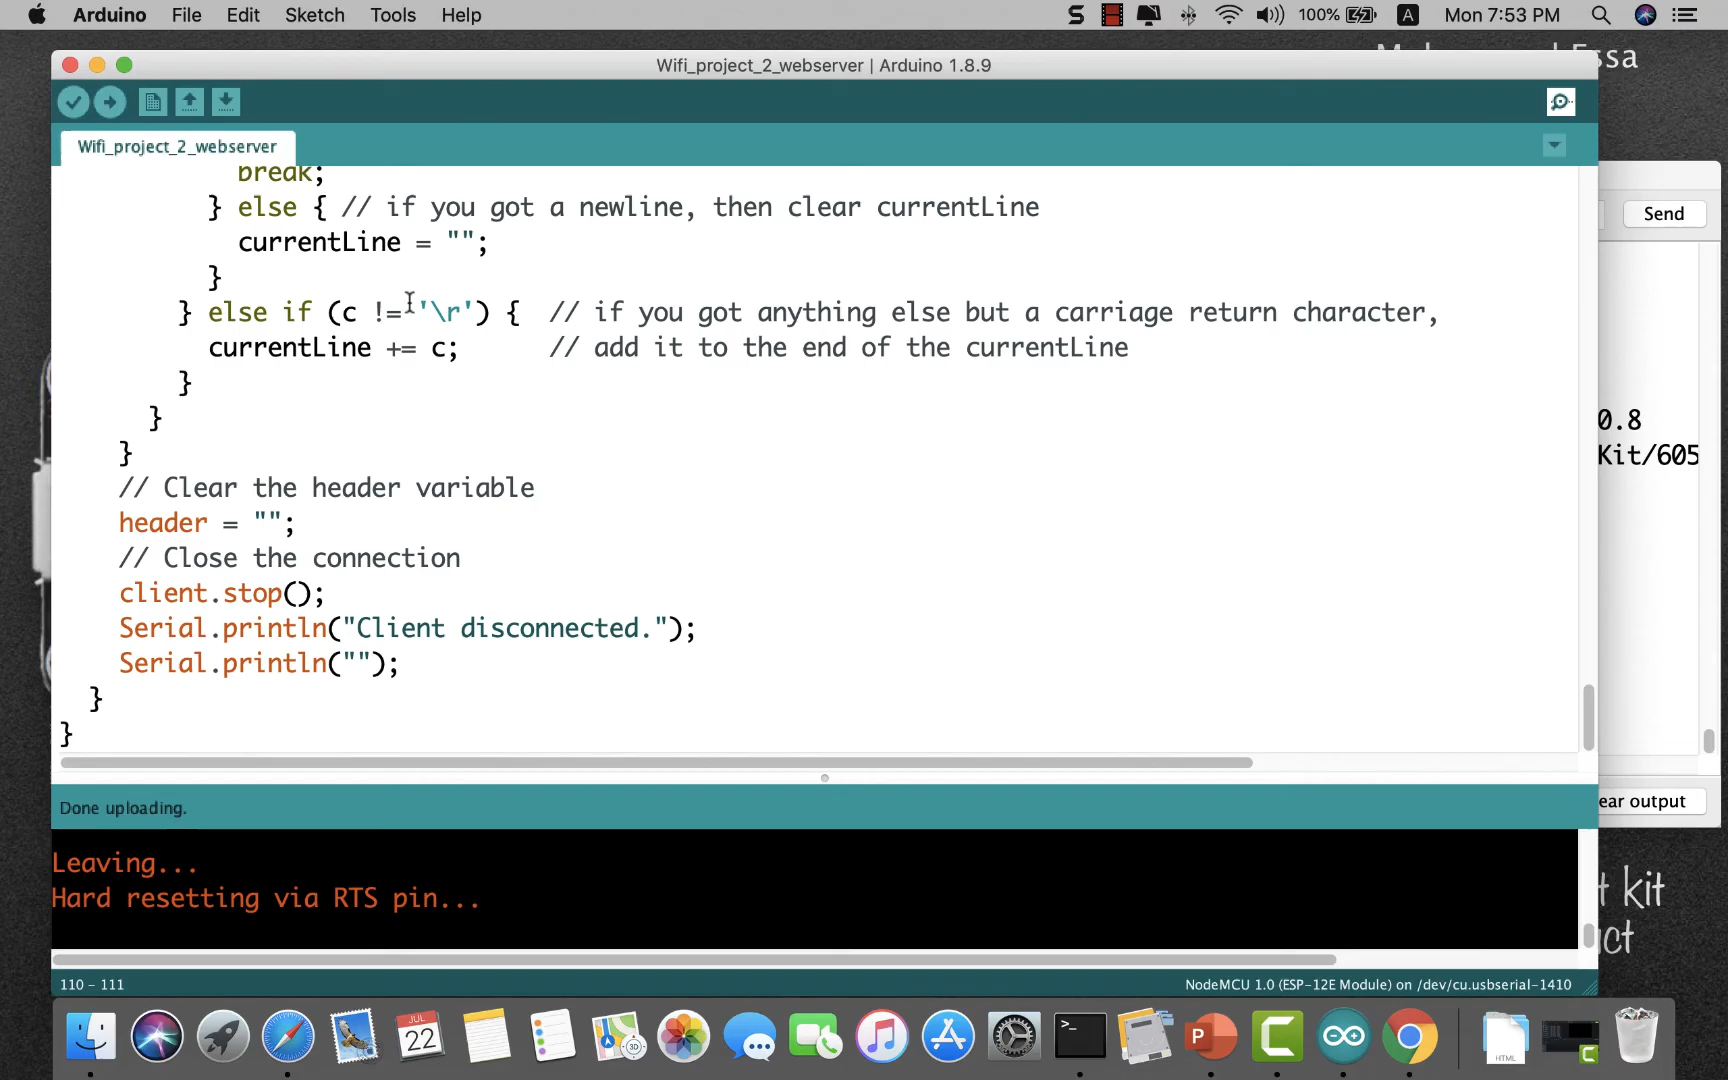 Arduino File Edit Sketch Tools Help 100% A Mon 7:53 PM
Wifi_project_2_webserver | Arduino 1.8.9
Wifi_project_2_webserver
break;
} else { // if you got a newline, then clear currentLine
currentLine = "";
}
} else if (c != '\r') { // if you got anything else but a carriage return character,
currentLine += c; // add it to the end of the currentLine
}
}
}
// Clear the header variable
header = "";
// Close the connection
client.stop();
Serial.println("Client disconnected.");
Serial.println("");
}
}
Done uploading.
Leaving...
Hard resetting via RTS pin...
110 - 111
NodeMCU 1.0 (ESP-12E Module) on /dev/cu.usbserial-1410
Send
0.8
Kit/605
ear output
t kit
JUL
22
3D
P
HTML